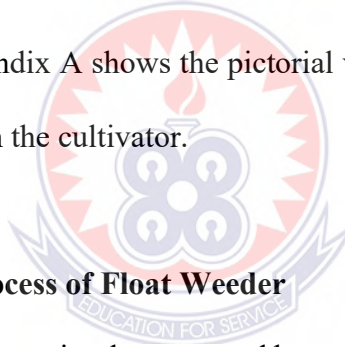 ndix A shows the pictorial v
n the cultivator.
ocess of Float Weeder
EDUCATION FOR SERVICE